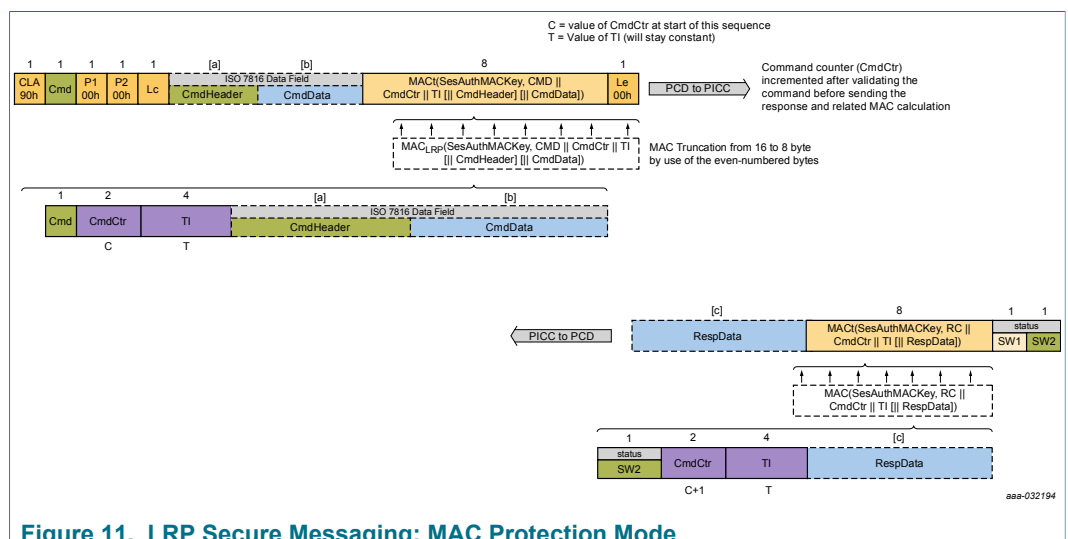 C = value of CmdCtr at start of this sequence
T = Value of TI (will stay constant)
1 1 1 1 1 [a] [b] 8 1
CLA 90h Cmd P1 00h P2 00h Lc
ISO 7816 Data Field
CmdHeader CmdData
MACt(SesAuthMACKey, CMD ||
CmdCtr || TI [|| CmdHeader] [|| CmdData])
Le 00h
PCD to PICC
Command counter (CmdCtr)
incremented after validating the
command before sending the
response and related MAC calculation
MACLRP(SesAuthMACKey, CMD || CmdCtr || TI
[|| CmdHeader] [|| CmdData])
MAC Truncation from 16 to 8 byte
by use of the even-numbered bytes
1 2 4 [a] [b]
Cmd CmdCtr TI
ISO 7816 Data Field
CmdHeader CmdData
C T
[c] 8 1 1
PICC to PCD
RespData
MACt(SesAuthMACKey, RC ||
CmdCtr || TI [|| RespData])
status
SW1 SW2
MAC(SesAuthMACKey, RC ||
CmdCtr || TI [|| RespData])
1 2 4 [c]
status
SW2 CmdCtr TI RespData
C+1 T
aaa-032194
Figure 11. LRP Secure Messaging: MAC Protection Mode